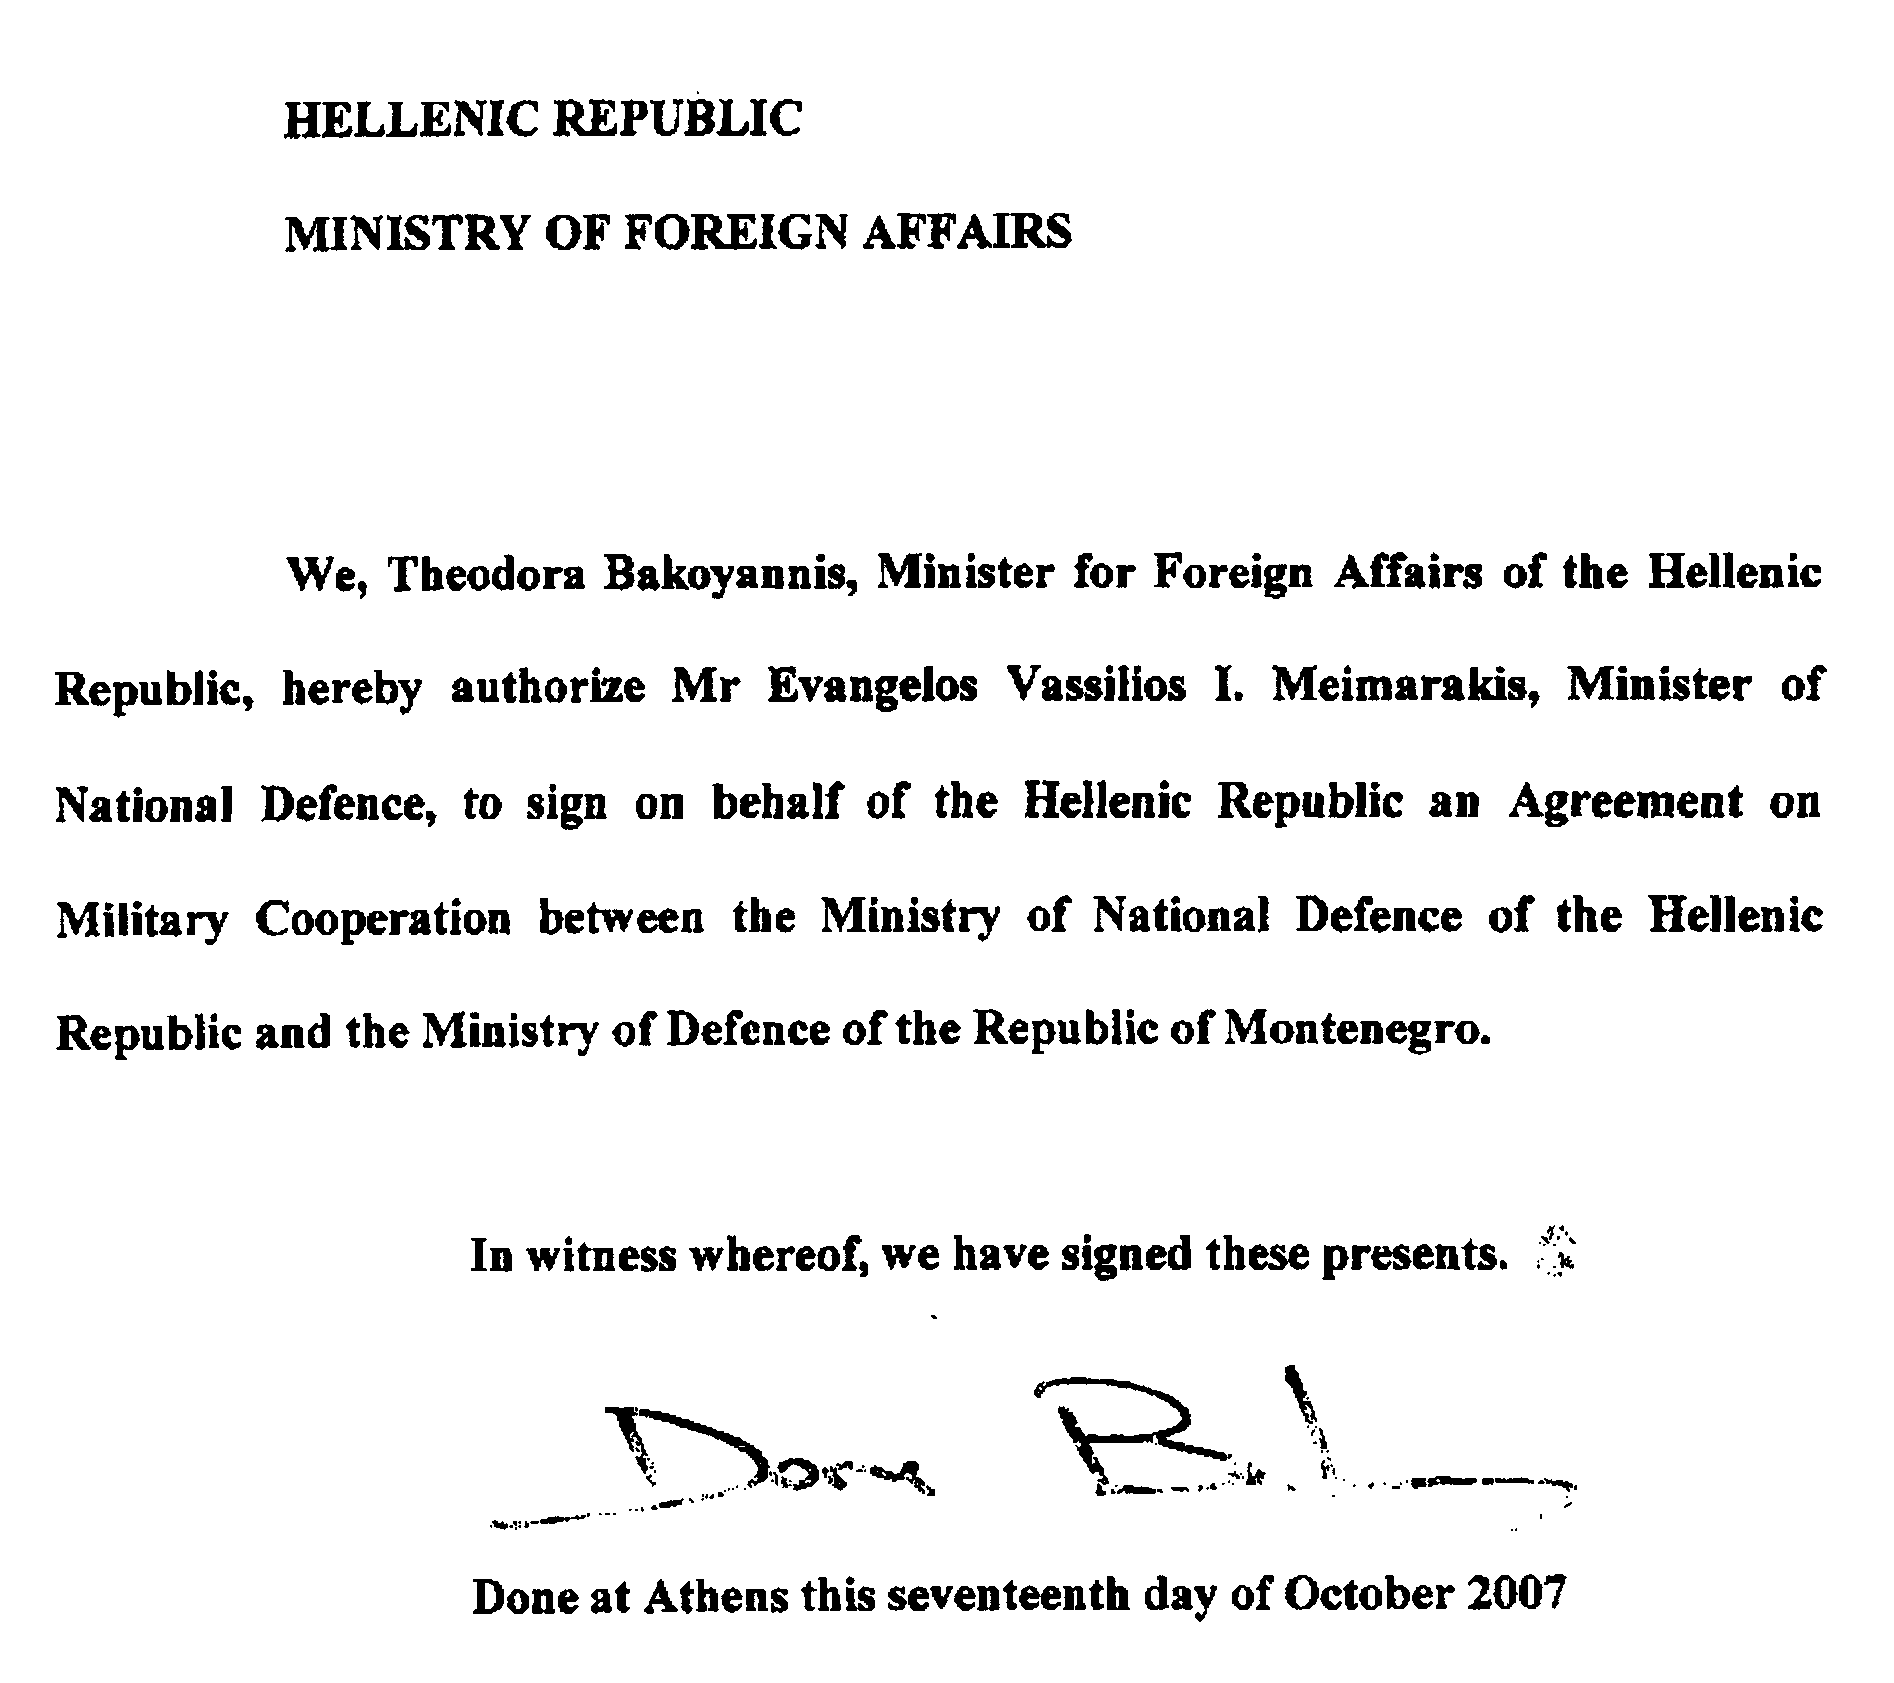 HELLENIC REPUBLIC
MINISTRY OF FOREIGN AFFAIRS
We, Theodora Bakoyannis, Minister for Foreign Affairs of the Hellenic
Republic, hereby authorize Mr Evangelos Vassilios I. Meimarakis, Minister of
National Defence, to sign on behalf of the Hellenic Republic an Agreement on
Military Cooperation between the Ministry of National Defence of the Hellenic
Republic and the Ministry of Defence of the Republic of Montenegro.
In witness whereof, we have signed these presents.
Dora
Done at Athens this seventeenth day of October 2007